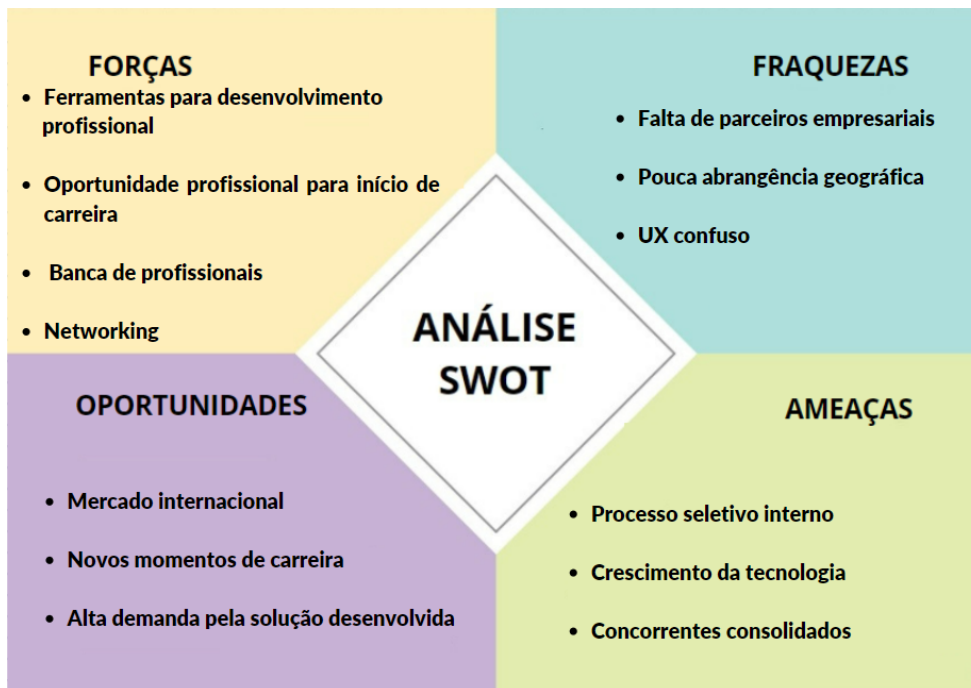 FORÇAS
• Ferramentas para desenvolvimento
profissional
• Oportunidade profissional para início de
carreira
• Banca de profissionais
• Networking
FRAQUEZAS
• Falta de parceiros empresariais
• Pouca abrangência geográfica
• UX confuso
ANÁLISE
SWOT
OPORTUNIDADES
• Mercado internacional
• Novos momentos de carreira
• Alta demanda pela solução desenvolvida
AMEAÇAS
• Processo seletivo interno
• Crescimento da tecnologia
• Concorrentes consolidados